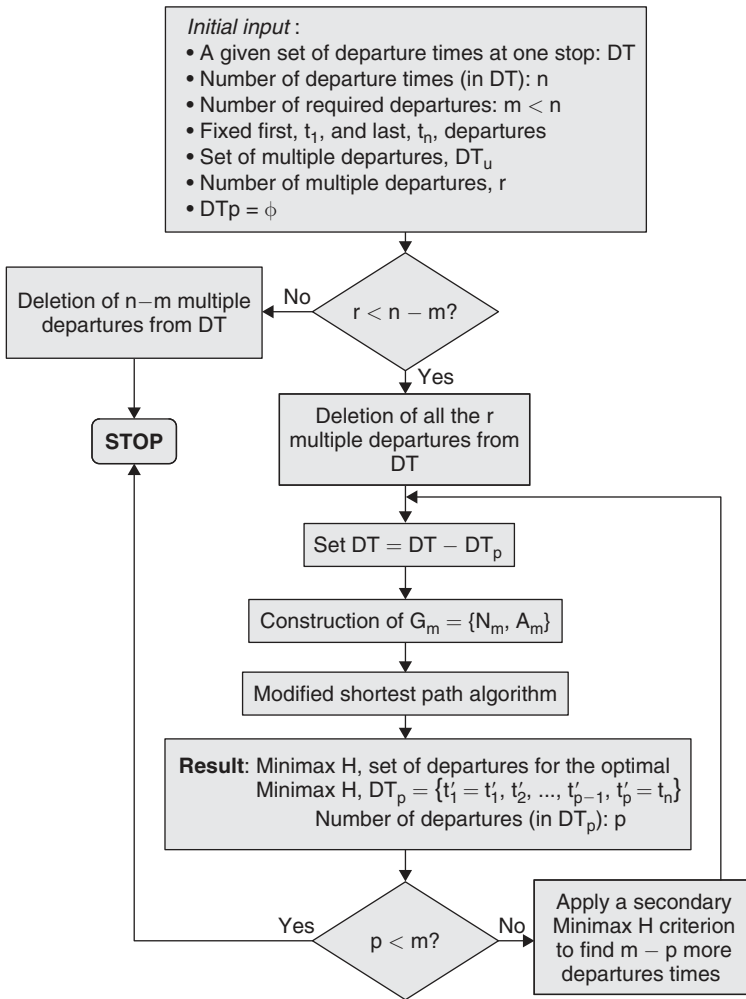 Initial input :
• A given set of departure times at one stop: DT
• Number of departure times (in DT): n
• Number of required departures: m < n
• Fixed first, t₁, and last, tₙ, departures
• Set of multiple departures, DTᵤ
• Number of multiple departures, r
• DTp = ϕ
r < n − m?
No
Deletion of n−m multiple
departures from DT
STOP
Yes
Deletion of all the r
multiple departures from
DT
Set DT = DT − DTₚ
Construction of Gₘ = {Nₘ, Aₘ}
Modified shortest path algorithm
Result: Minimax H, set of departures for the optimal
Minimax H, DTₚ = {t′₁ = t′₁, t′₂, ..., t′ₚ₋₁, t′ₚ = tₙ}
Number of departures (in DTₚ): p
p < m?
Yes
No
Apply a secondary
Minimax H criterion
to find m − p more
departures times